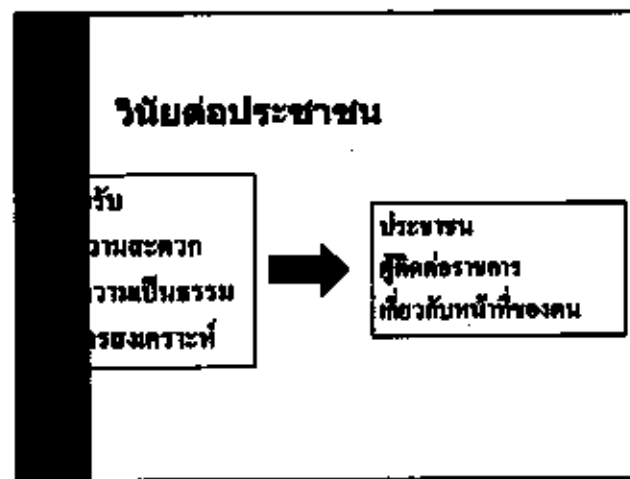 วินัยต่อประชาชน
รับ
วามสะดวก
วามเป็นธรรม
รสงเคราะห์
ประชาชน
ผู้ติดต่อราชการ
เกี่ยวกับหน้าที่ของตน